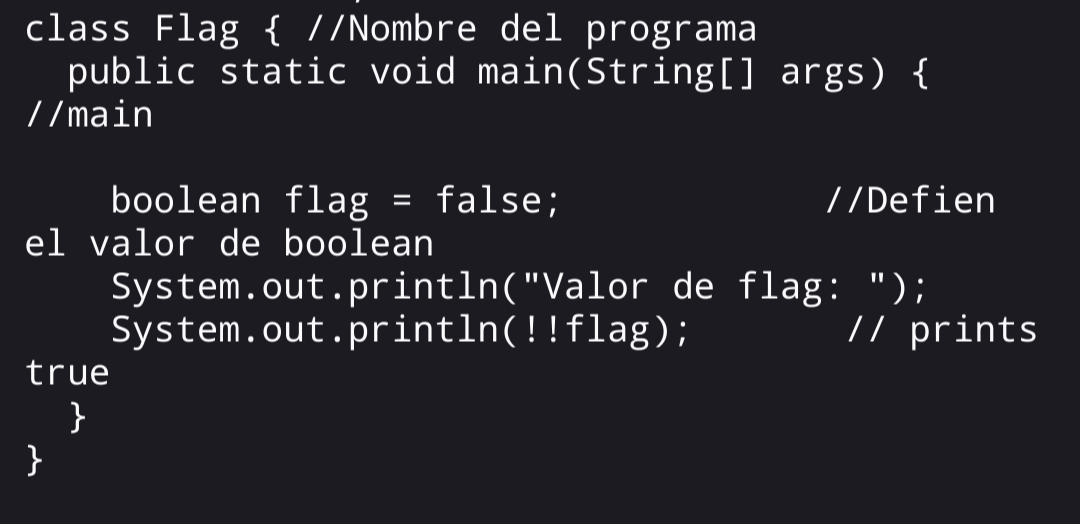 class Flag { //Nombre del programa
  public static void main(String[] args) {
//main

    boolean flag = false;             //Defien
el valor de boolean
    System.out.println("Valor de flag: ");
    System.out.println(!!flag);        // prints
true
  }
}